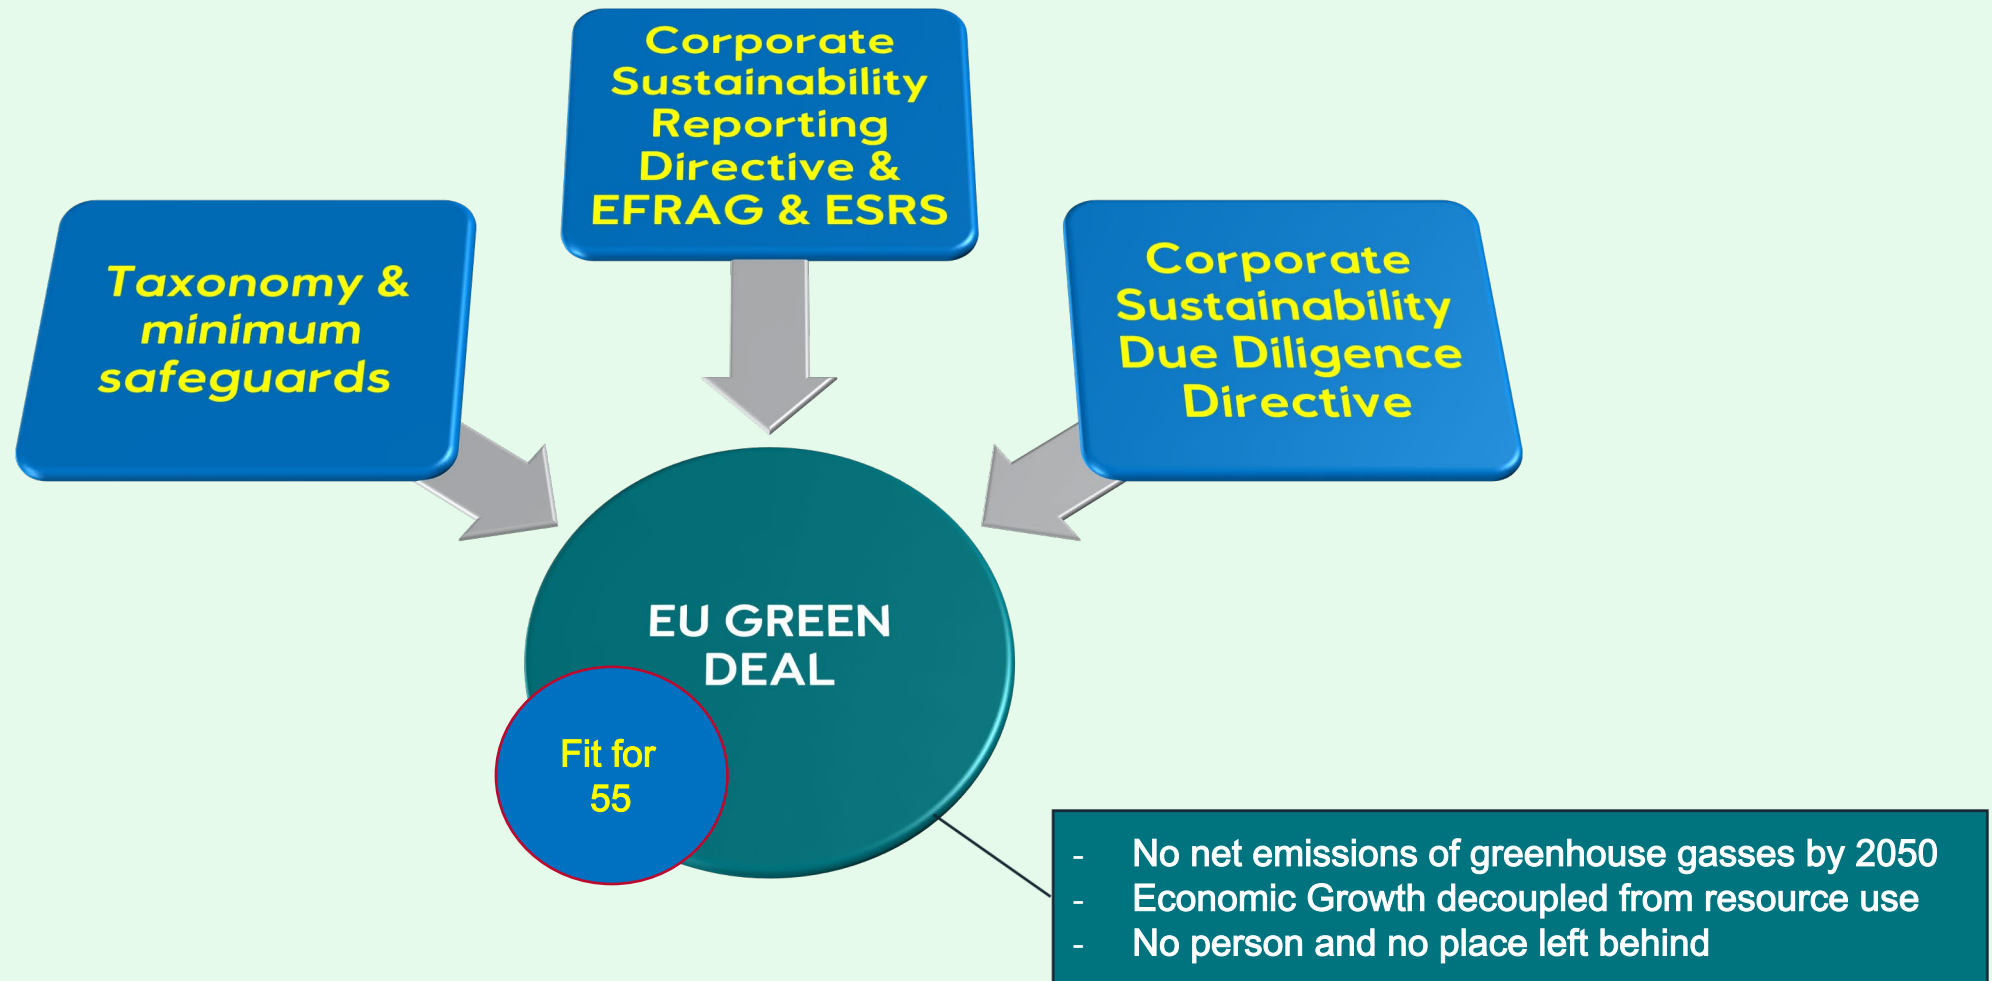 Corporate
Sustainability
Reporting
Directive &
EFRAG & ESRS
Taxonomy &
minimum
safeguards
Corporate
Sustainability
Due Diligence
Directive
EU GREEN
DEAL
Fit for
55
- No net emissions of greenhouse gasses by 2050
- Economic Growth decoupled from resource use
- No person and no place left behind